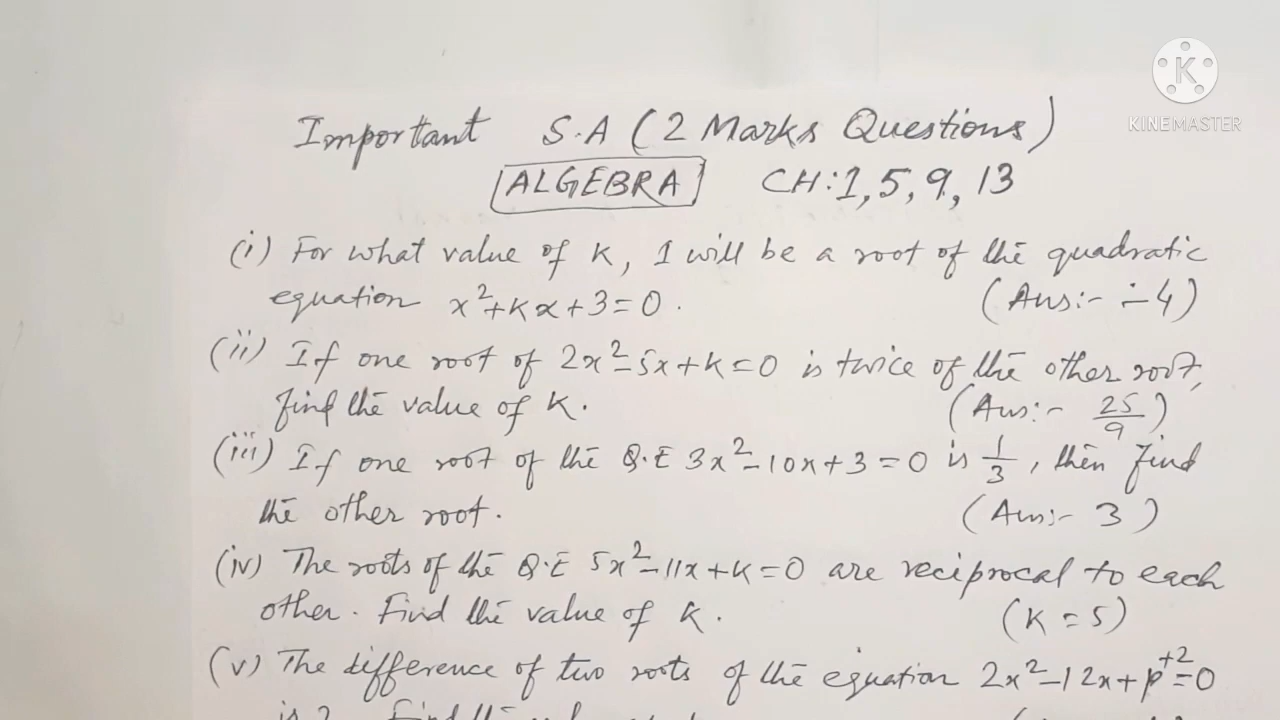 K
KINEMASTER
Important S.A (2 Marks Questions)
ALGEBRA CH:1,5,9,13
(i) For what value of K, 1 will be a root of the quadratic
equation x²+Kx+3=0. (Ans:- -4)
(ii) If one root of 2x²-5x+K=0 is twice of the other root,
find the value of K. (Ans:- 25/9)
(iii) If one root of the Q.E 3x²-10x+3=0 is 1/3, then find
the other root. (Ans:- 3)
(iv) The roots of the Q.E 5x²-11x+K=0 are reciprocal to each
other. Find the value of K. (K=5)
(v) The difference of two roots of the equation 2x²-12x+p+2=0
is 2. Find the value